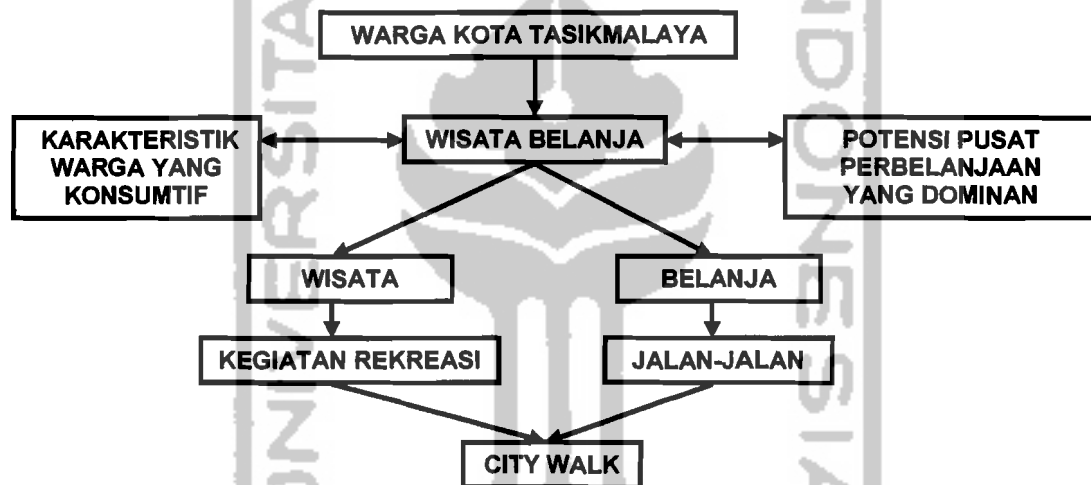 WARGA KOTA TASIKMALAYA
KARAKTERISTIK
WARGA YANG
KONSUMTIF
WISATA BELANJA
POTENSI PUSAT
PERBELANJAAN
YANG DOMINAN
WISATA
BELANJA
KEGIATAN REKREASI
JALAN-JALAN
CITY WALK